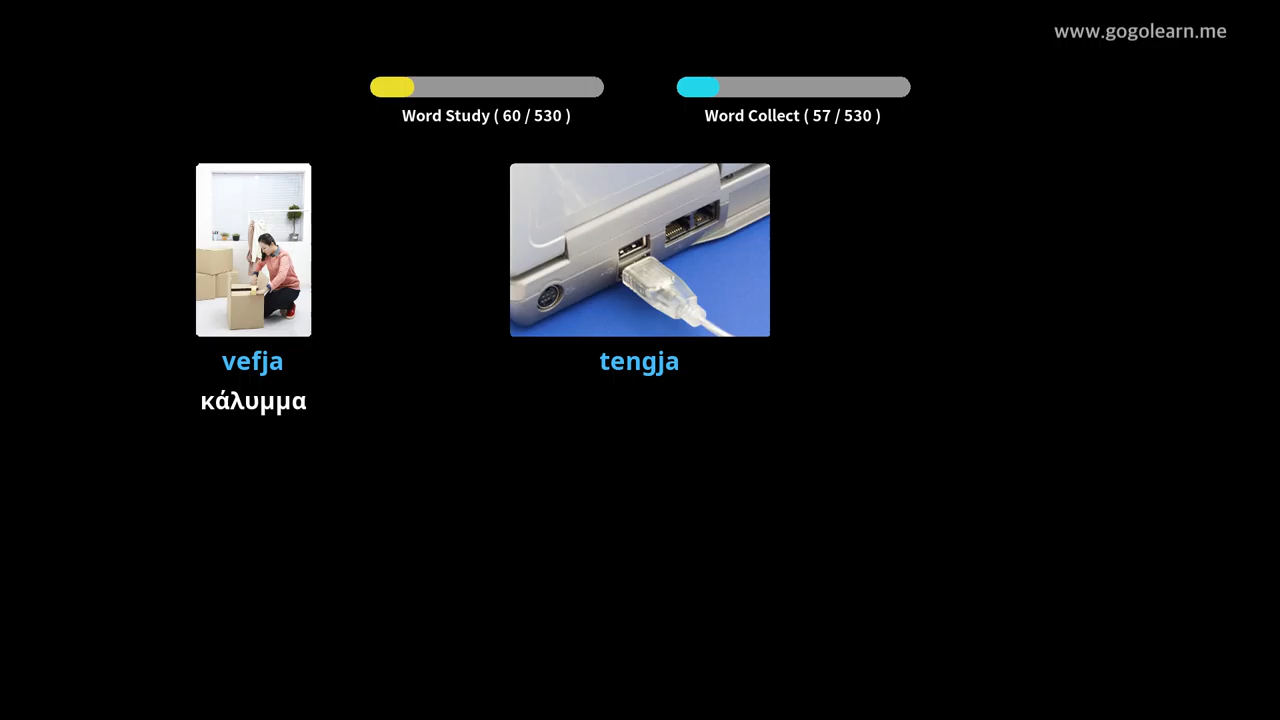 www.gogolearn.me
Word Study ( 60 / 530 )
Word Collect ( 57 / 530 )
vefja
tengja
κάλυμμα